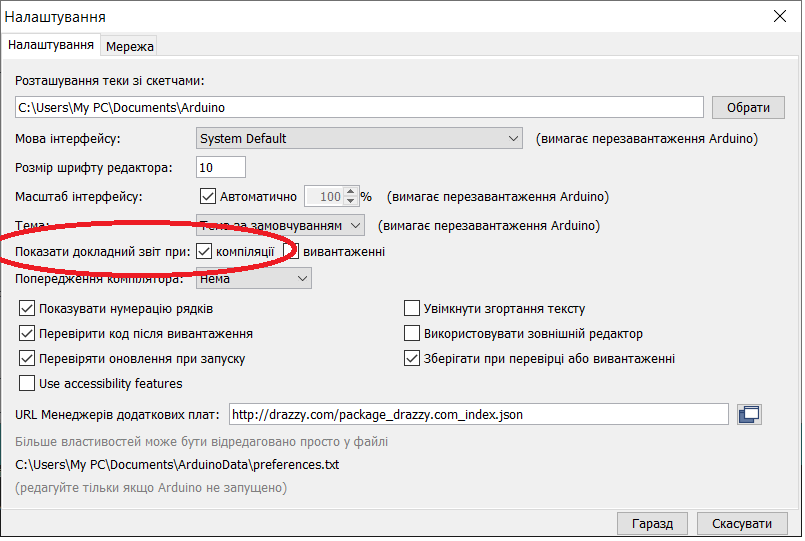 Налаштування
Налаштування Мережа
Розташування теки зі скетчами:
C:\Users\My PC\Documents\Arduino Обрати
Мова інтерфейсу: System Default (вимагає перезавантаження Arduino)
Розмір шрифту редактора: 10
Масштаб інтерфейсу: Автоматично 100 % (вимагає перезавантаження Arduino)
Тема: Тема за замовчуванням (вимагає перезавантаження Arduino)
Показати докладний звіт при: компіляції вивантаженні
Попередження компілятора: Нема
Показувати нумерацію рядків Увімкнути згортання тексту
Перевірити код після вивантаження Використовувати зовнішній редактор
Перевіряти оновлення при запуску Зберігати при перевірці або вивантаженні
Use accessibility features
URL Менеджерів додаткових плат: http://drazzy.com/package_drazzy.com_index.json
Більше властивостей може бути відредаговано просто у файлі
C:\Users\My PC\Documents\ArduinoData\preferences.txt
(редагуйте тільки якщо Arduino не запущено)
Гаразд Скасувати